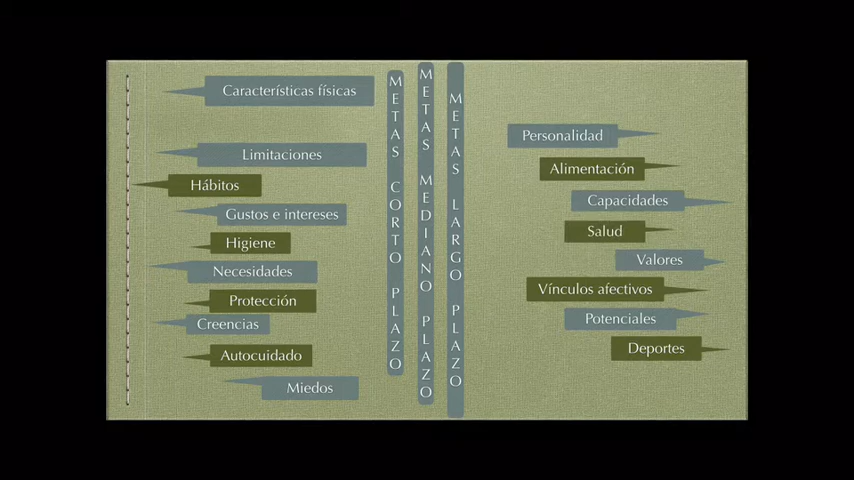 Características físicas
Limitaciones
Hábitos
Gustos e intereses
Higiene
Necesidades
Protección
Creencias
Autocuidado
Miedos
METAS CORTO PLAZO
METAS MEDIANO PLAZO
METAS LARGO PLAZO
Personalidad
Alimentación
Capacidades
Salud
Valores
Vínculos afectivos
Potenciales
Deportes